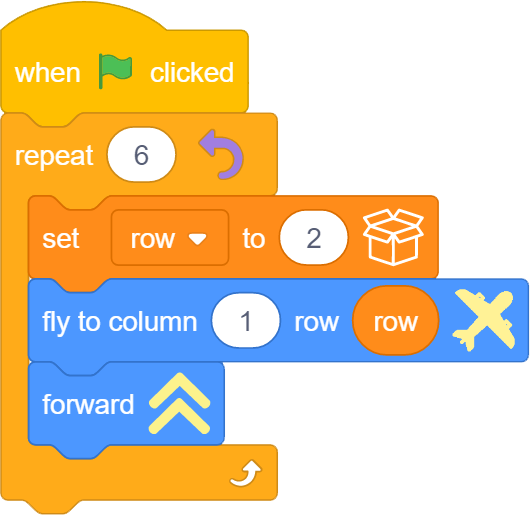 when clicked
repeat 6
set row to 2
fly to column 1 row row
forward